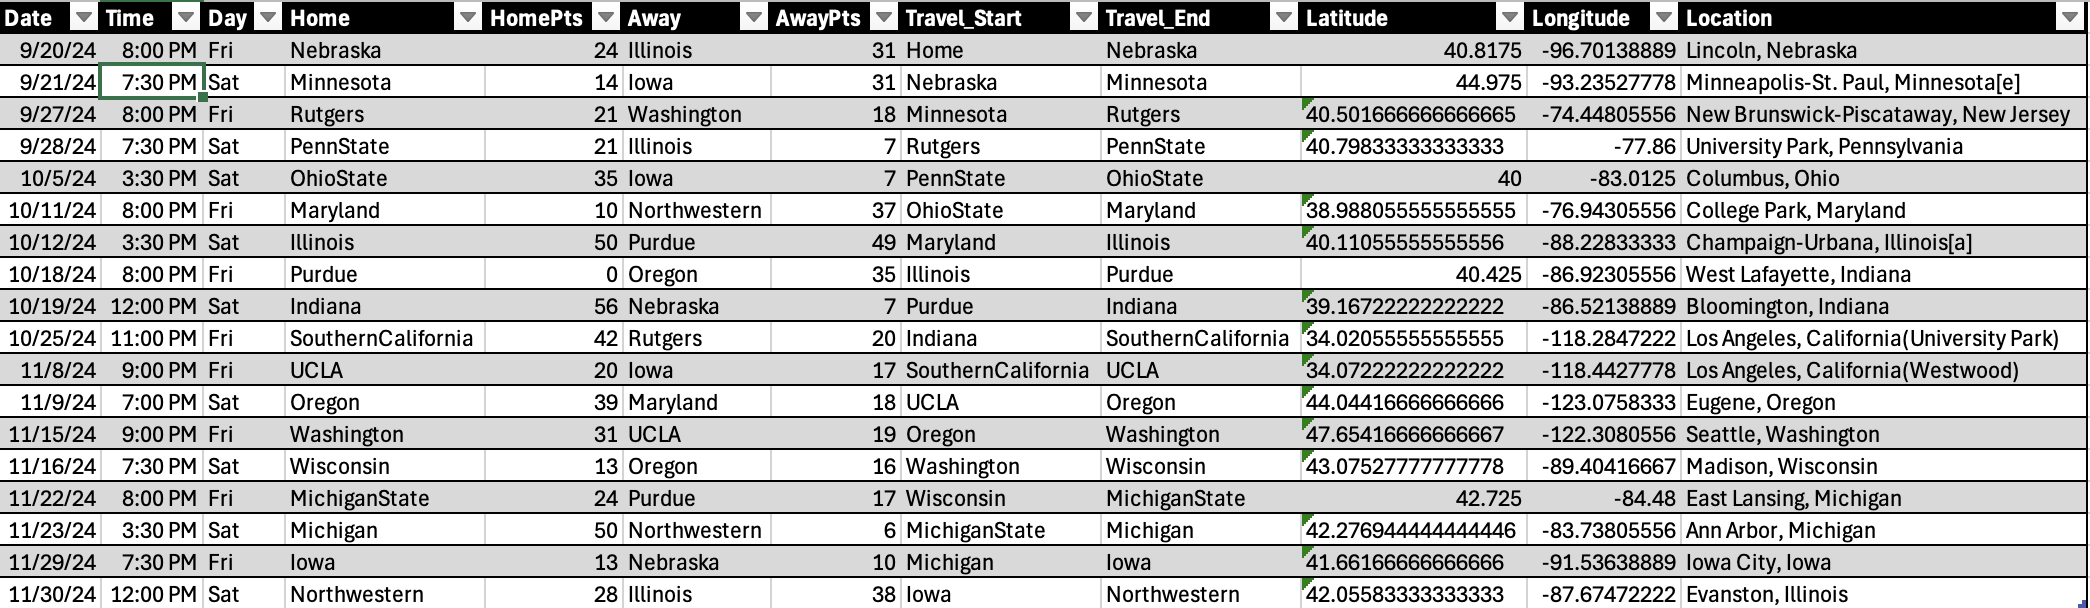 Date Time Day Home HomePts Away AwayPts Travel_Start Travel_End Latitude Longitude Location
9/20/24 8:00 PM Fri Nebraska 24 Illinois 31 Home Nebraska 40.8175 -96.70138889 Lincoln, Nebraska
9/21/24 7:30 PM Sat Minnesota 14 Iowa 31 Nebraska Minnesota 44.975 -93.23527778 Minneapolis-St. Paul, Minnesota[e]
9/27/24 8:00 PM Fri Rutgers 21 Washington 18 Minnesota Rutgers 40.501666666666665 -74.44805556 New Brunswick-Piscataway, New Jersey
9/28/24 7:30 PM Sat PennState 21 Illinois 7 Rutgers PennState 40.79833333333333 -77.86 University Park, Pennsylvania
10/5/24 3:30 PM Sat OhioState 35 Iowa 7 PennState OhioState 40 -83.0125 Columbus, Ohio
10/11/24 8:00 PM Fri Maryland 10 Northwestern 37 OhioState Maryland 38.988055555555555 -76.94305556 College Park, Maryland
10/12/24 3:30 PM Sat Illinois 50 Purdue 49 Maryland Illinois 40.11055555555556 -88.22833333 Champaign-Urbana, Illinois[a]
10/18/24 8:00 PM Fri Purdue 0 Oregon 35 Illinois Purdue 40.425 -86.92305556 West Lafayette, Indiana
10/19/24 12:00 PM Sat Indiana 56 Nebraska 7 Purdue Indiana 39.16722222222222 -86.52138889 Bloomington, Indiana
10/25/24 11:00 PM Fri SouthernCalifornia 42 Rutgers 20 Indiana SouthernCalifornia 34.02055555555555 -118.2847222 Los Angeles, California(University Park)
11/8/24 9:00 PM Fri UCLA 20 Iowa 17 SouthernCalifornia UCLA 34.07222222222222 -118.4427778 Los Angeles, California(Westwood)
11/9/24 7:00 PM Sat Oregon 39 Maryland 18 UCLA Oregon 44.04416666666666 -123.0758333 Eugene, Oregon
11/15/24 9:00 PM Fri Washington 31 UCLA 19 Oregon Washington 47.65416666666667 -122.3080556 Seattle, Washington
11/16/24 7:30 PM Sat Wisconsin 13 Oregon 16 Washington Wisconsin 43.07527777777778 -89.40416667 Madison, Wisconsin
11/22/24 8:00 PM Fri MichiganState 24 Purdue 17 Wisconsin MichiganState 42.725 -84.48 East Lansing, Michigan
11/23/24 3:30 PM Sat Michigan 50 Northwestern 6 MichiganState Michigan 42.276944444444446 -83.73805556 Ann Arbor, Michigan
11/29/24 7:30 PM Fri Iowa 13 Nebraska 10 Michigan Iowa 41.66166666666666 -91.53638889 Iowa City, Iowa
11/30/24 12:00 PM Sat Northwestern 28 Illinois 38 Iowa Northwestern 42.05583333333333 -87.67472222 Evanston, Illinois